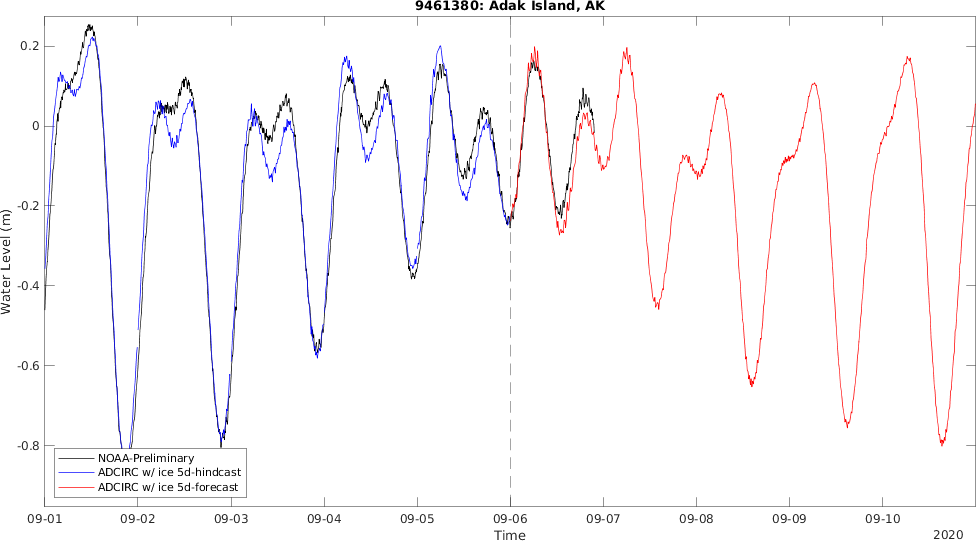 9461380: Adak Island, AK
0.2
0
-0.2
-0.4
-0.6
-0.8
Water Level (m)
NOAA-Preliminary
ADCIRC w/ ice 5d-hindcast
ADCIRC w/ ice 5d-forecast
09-01 09-02 09-03 09-04 09-05 09-06 09-07 09-08 09-09 09-10
Time
2020